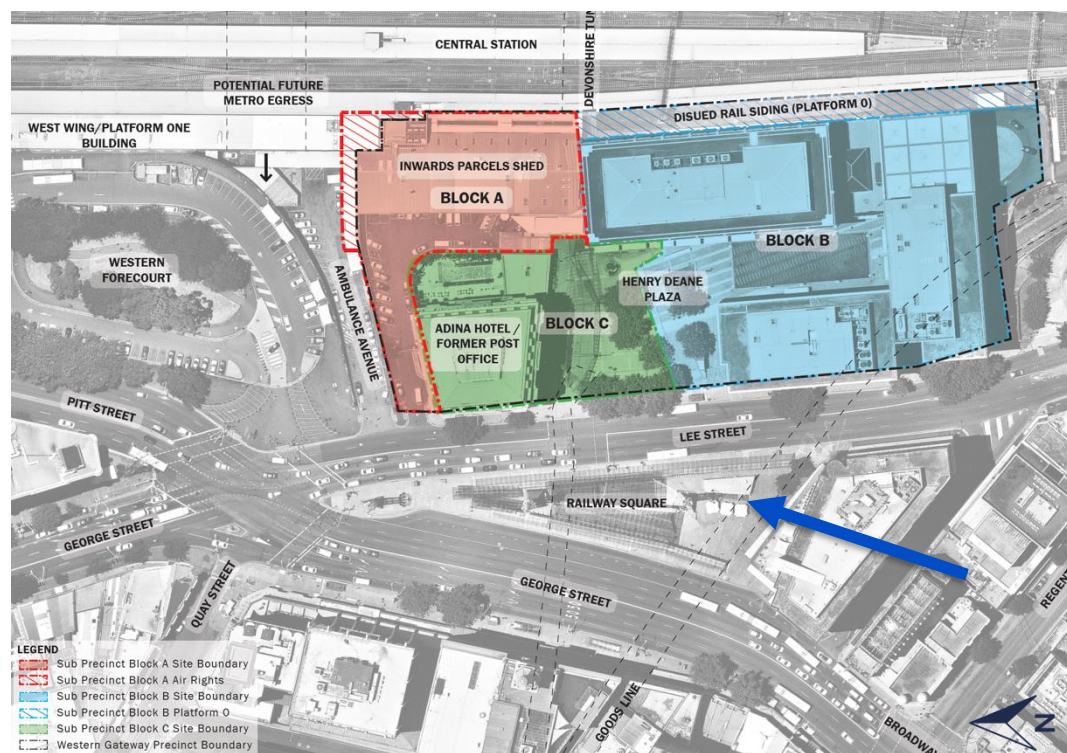 CENTRAL STATION
DEVONSHIRE TUN
POTENTIAL FUTURE
METRO EGRESS
DISUED RAIL SIDING (PLATFORM 0)
WEST WING/PLATFORM ONE
BUILDING
INWARDS PARCELS SHED
BLOCK A
BLOCK B
WESTERN
FORECOURT
AMBULANCE AVENUE
HENRY DEANE
PLAZA
ADINA HOTEL /
FORMER POST
OFFICE
BLOCK C
PITT STREET
LEE STREET
RAILWAY SQUARE
GEORGE STREET
QUAY STREET
GEORGE STREET
REGENT
GOODS LINE
BROADWAY
LEGEND
Sub Precinct Block A Site Boundary
Sub Precinct Block A Air Rights
Sub Precinct Block B Site Boundary
Sub Precinct Block B Platform 0
Sub Precinct Block C Site Boundary
Western Gateway Precinct Boundary
N